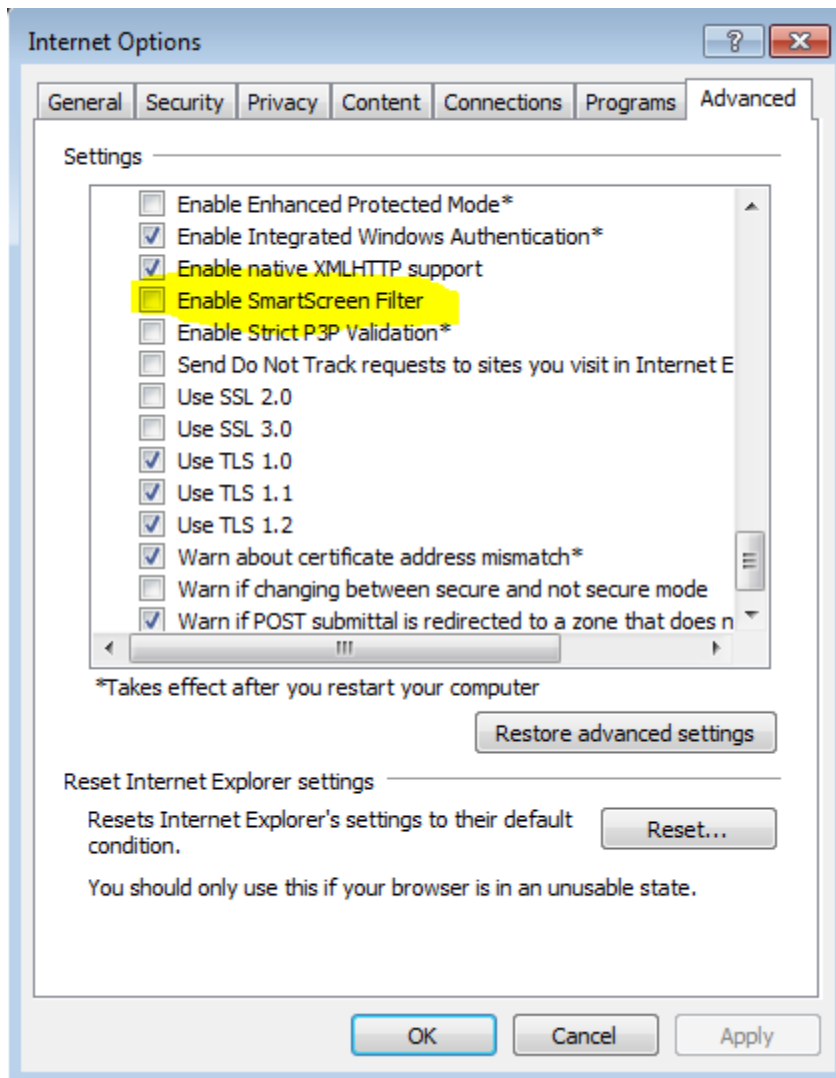 Internet Options
General Security Privacy Content Connections Programs Advanced
Settings
Enable Enhanced Protected Mode*
Enable Integrated Windows Authentication*
Enable native XMLHTTP support
Enable SmartScreen Filter
Enable Strict P3P Validation*
Send Do Not Track requests to sites you visit in Internet E
Use SSL 2.0
Use SSL 3.0
Use TLS 1.0
Use TLS 1.1
Use TLS 1.2
Warn about certificate address mismatch*
Warn if changing between secure and not secure mode
Warn if POST submittal is redirected to a zone that does n
*Takes effect after you restart your computer
Restore advanced settings
Reset Internet Explorer settings
Resets Internet Explorer's settings to their default
condition.
Reset...
You should only use this if your browser is in an unusable state.
OK Cancel Apply